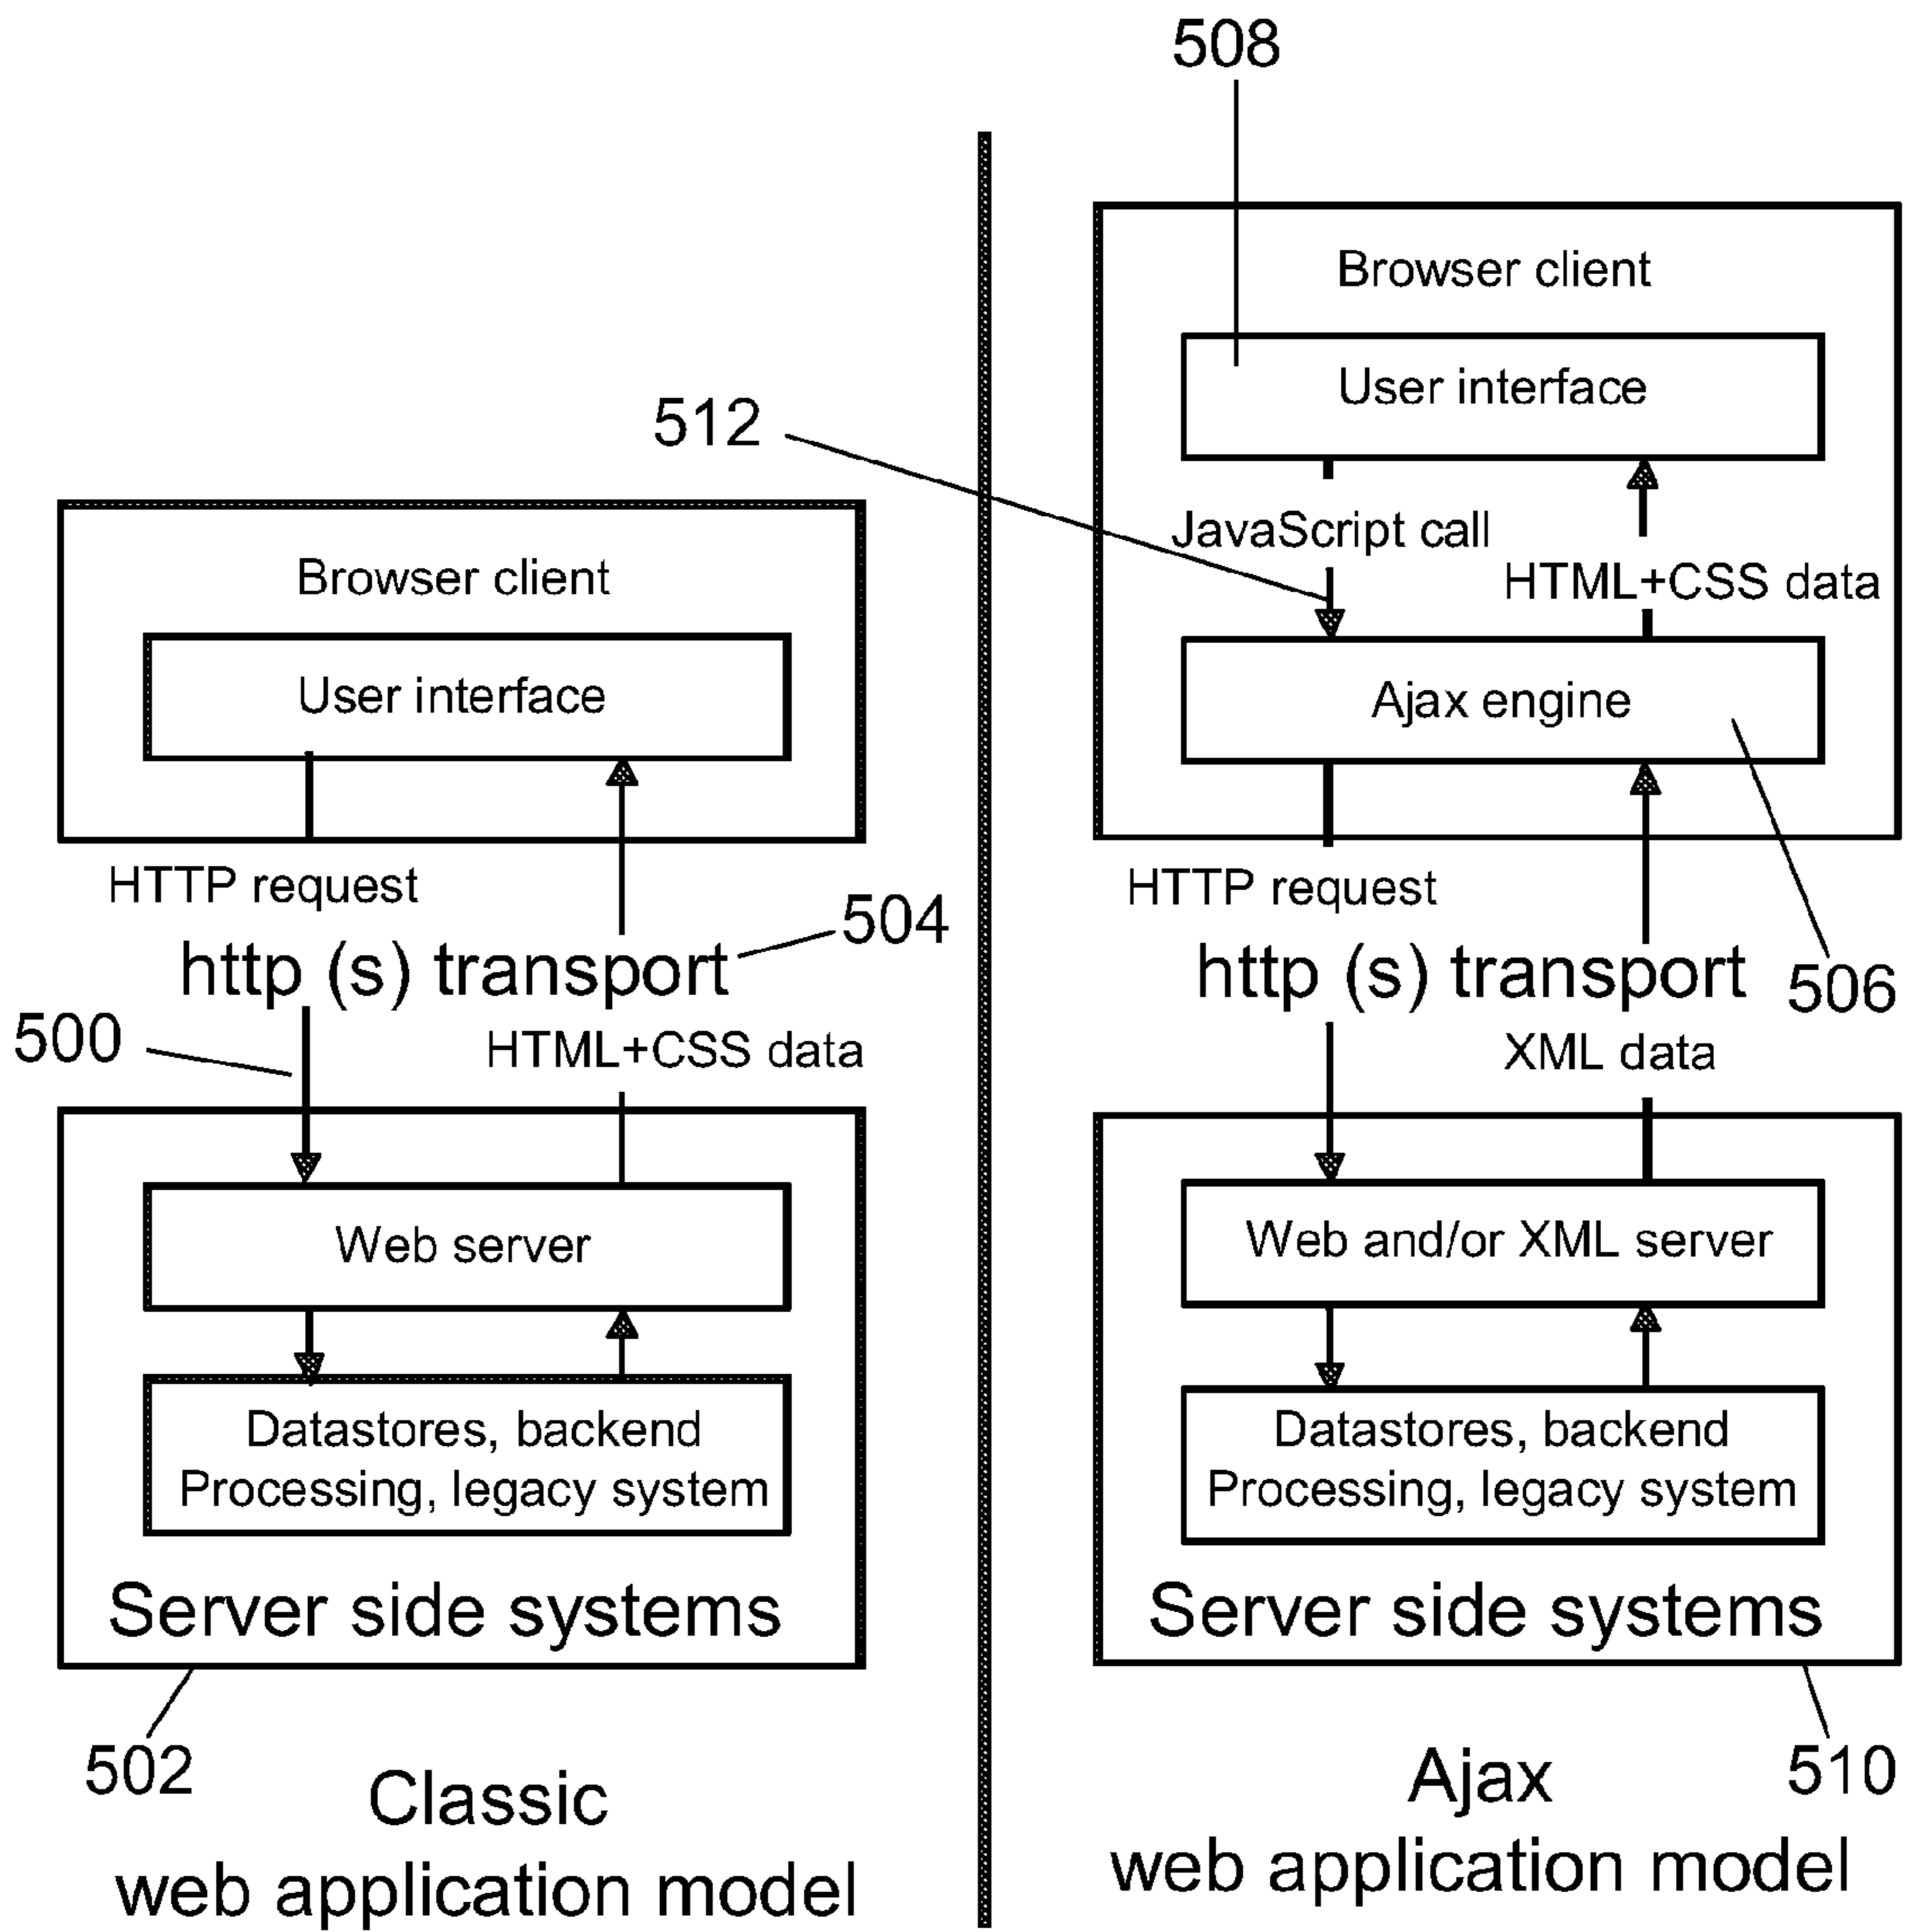 508
Browser client
User interface
512
JavaScript call
HTML+CSS data
Ajax engine
HTTP request
http (s) transport
506
XML data
Web and/or XML server
Datastores, backend
Processing, legacy system
Server side systems
510
Ajax
web application model
Browser client
User interface
HTTP request
504
http (s) transport
500
HTML+CSS data
Web server
Datastores, backend
Processing, legacy system
Server side systems
502
Classic
web application model